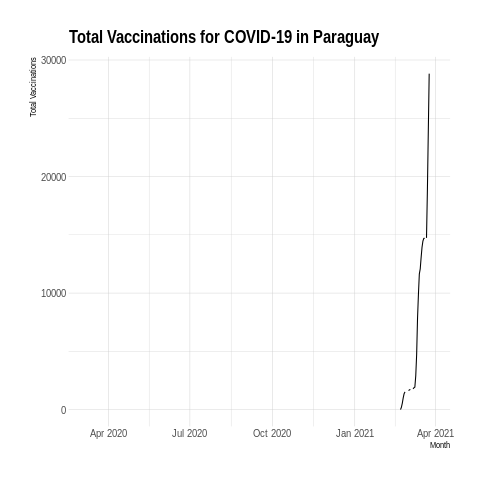 Total Vaccinations for COVID-19 in Paraguay
Total Vaccinations
30000
20000
10000
0
Apr 2020 Jul 2020 Oct 2020 Jan 2021 Apr 2021
Month